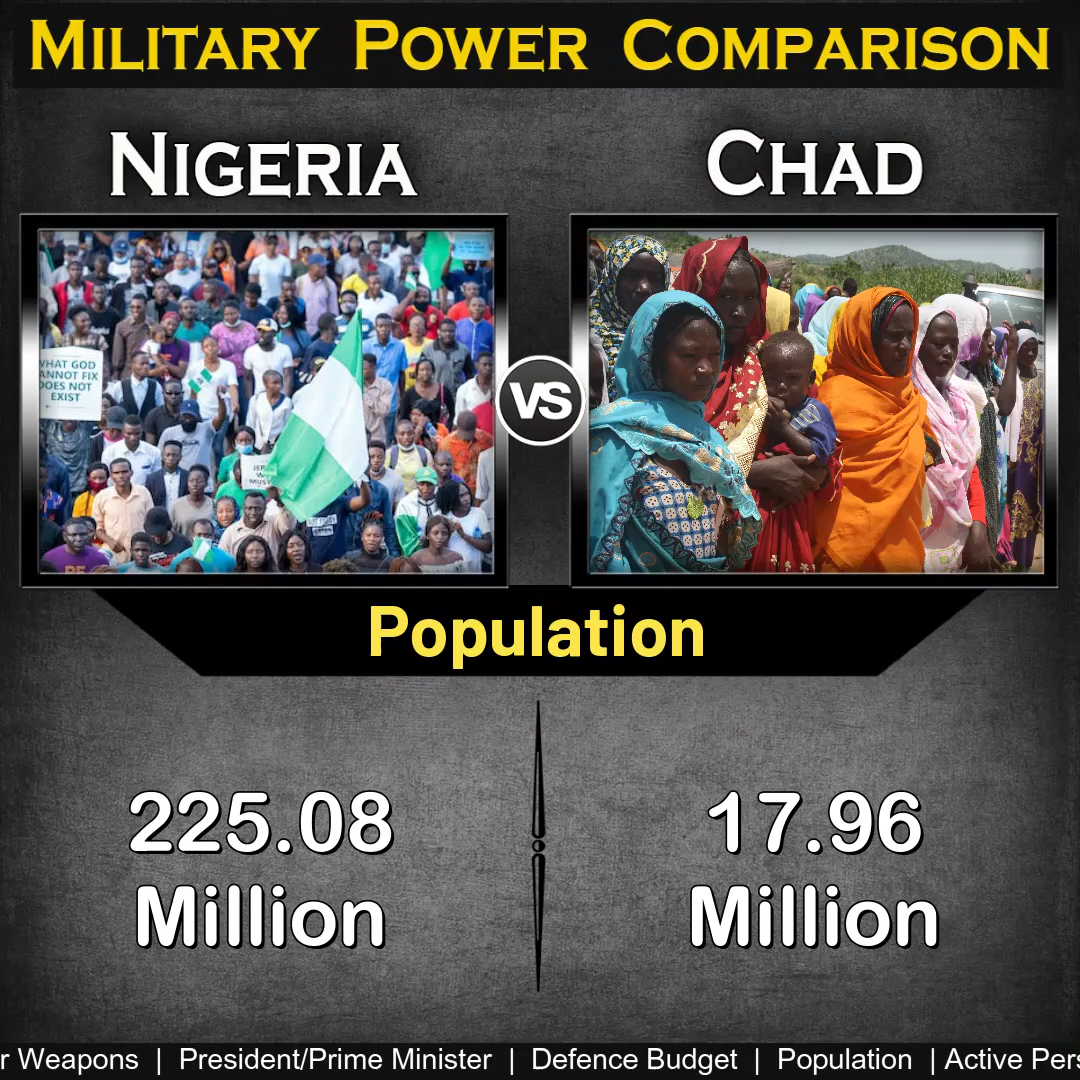 MILITARY POWER COMPARISON
NIGERIA
CHAD
WHAT GOD
CANNOT FIX
DOES NOT
EXIST
VS
Population
225.08
Million
17.96
Million
r Weapons | President/Prime Minister | Defence Budget | Population | Active Pers